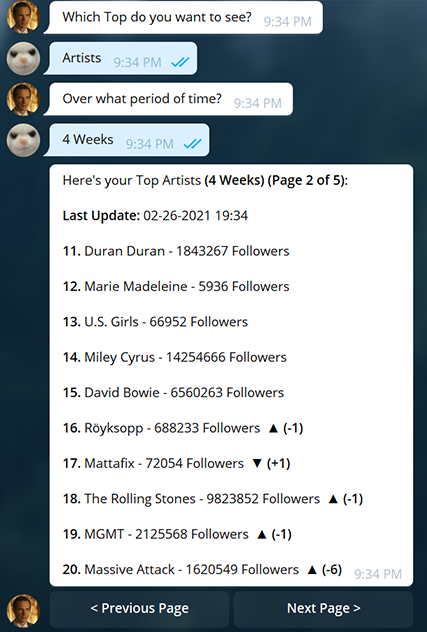 Which Top do you want to see? 9:34 PM
Artists 9:34 PM
Over what period of time? 9:34 PM
4 Weeks 9:34 PM
Here's your Top Artists (4 Weeks) (Page 2 of 5):
Last Update: 02-26-2021 19:34
11. Duran Duran - 1843267 Followers
12. Marie Madeleine - 5936 Followers
13. U.S. Girls - 66952 Followers
14. Miley Cyrus - 14254666 Followers
15. David Bowie - 6560263 Followers
16. Röyksopp - 688233 Followers ▲ (-1)
17. Mattafix - 72054 Followers ▼ (+1)
18. The Rolling Stones - 9823852 Followers ▲ (-1)
19. MGMT - 2125568 Followers ▲ (-1)
20. Massive Attack - 1620549 Followers ▲ (-6) 9:34 PM
< Previous Page Next Page >